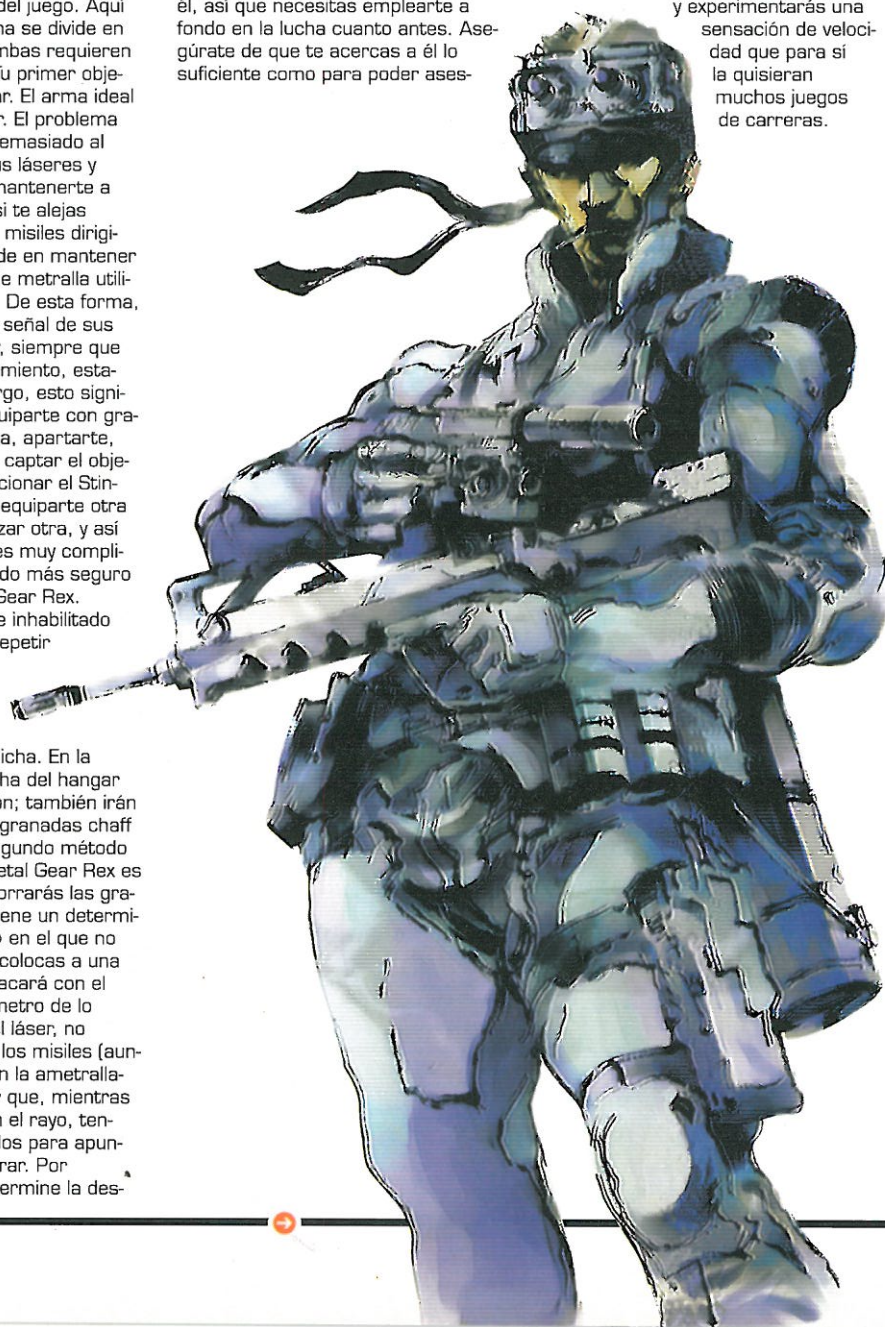 del juego. Aquí
na se divide en
mbas requieren
u primer obje-
ar. El arma ideal
r. El problema
emasiado al
us láseres y
mantenerte a
si te alejas
misiles dirigi-
de en mantener
e metralla utili-
De esta forma,
señal de sus
, siempre que
miento, esta-
rgo, esto signi-
uiparte con gra-
a, apartarte,
captar el obje-
cionar el Stin-
equiparte otra
zar otra, y así
es muy compli-
do más seguro
Gear Rex.
e inhabilitado
epetir
icha. En la
ha del hangar
an; también irán
granadas chaff
gundo método
etal Gear Rex es
orrarás las gra-
ene un determi-
o en el que no
colocas a una
acará con el
metro de lo
l láser, no
los misiles (aun-
n la ametralla-
r que, mientras
n el rayo, ten-
los para apun-
rar. Por
ermine la des-
él, así que necesitas emplearte a
fondo en la lucha cuanto antes. Ase-
gúrate de que te acercas a él lo
suficiente como para poder ases-
y experimentarás una
sensación de veloci-
dad que para sí
la quisieran
muchos juegos
de carreras.